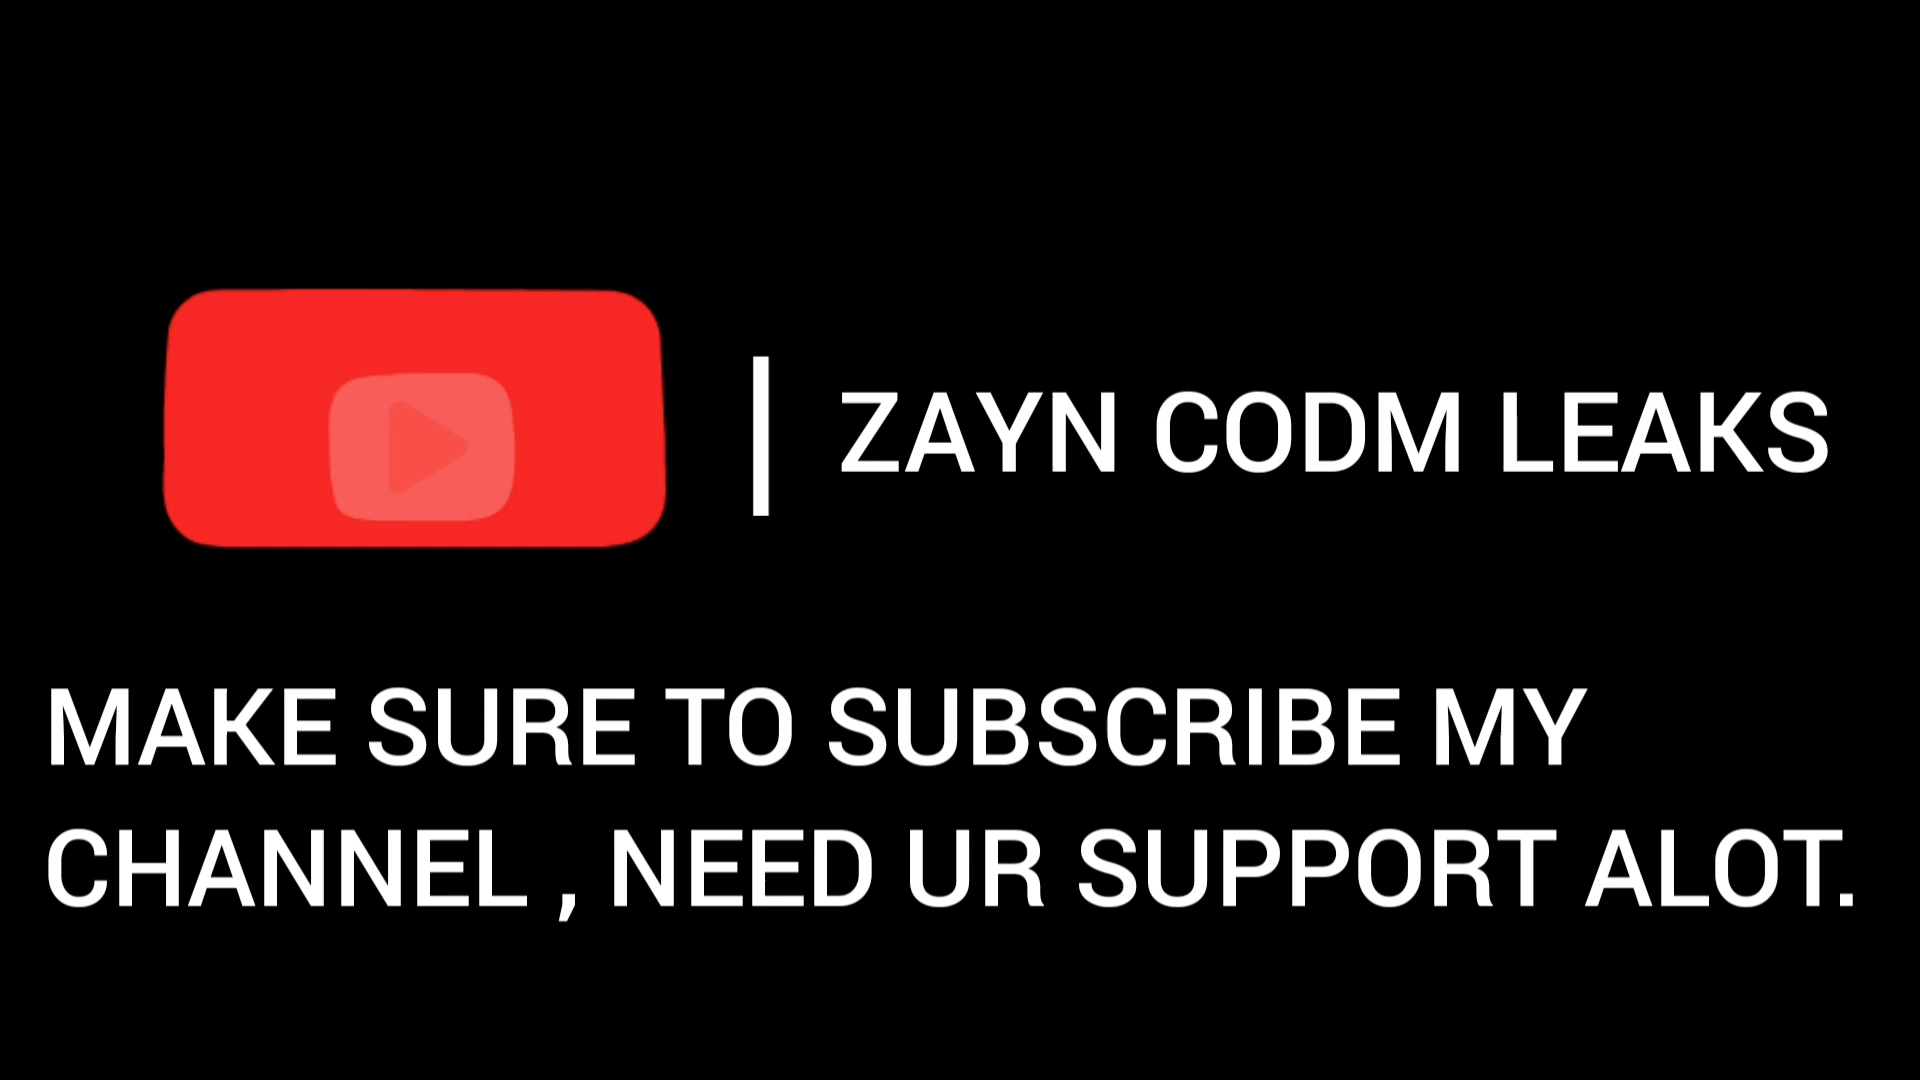 ZAYN CODM LEAKS
MAKE SURE TO SUBSCRIBE MY
CHANNEL , NEED UR SUPPORT ALOT.